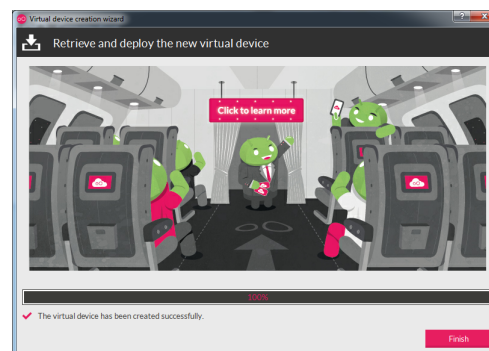 Virtual device creation wizard
Retrieve and deploy the new virtual device
Click to learn more
100%
The virtual device has been created successfully.
Finish